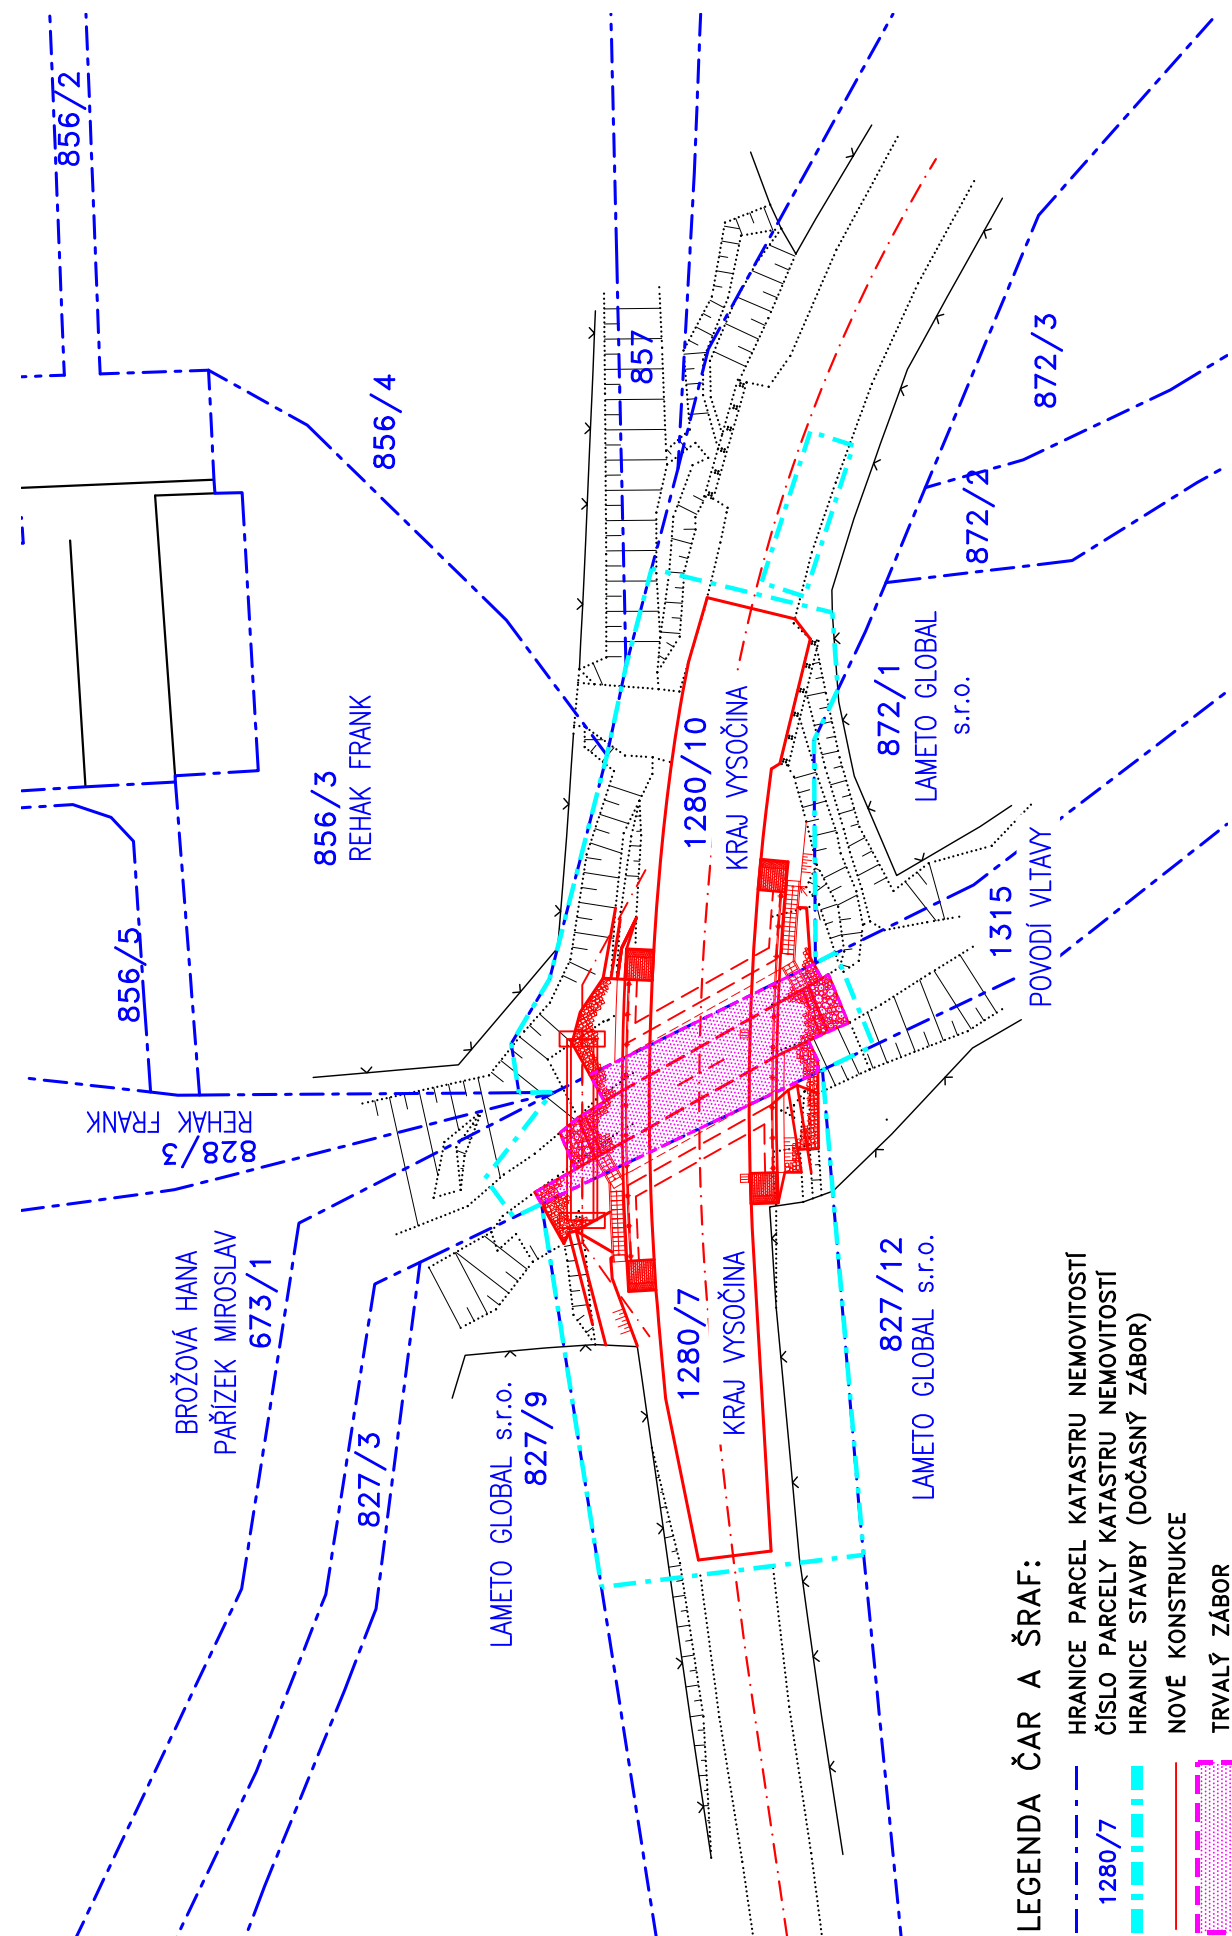 856/2
856/4
857
872/3
872/2
856/3
REHAK FRANK
1280/10
KRAJ VYSOČINA
872/1
LAMETO GLOBAL
s.r.o.
856/5
1315
POVODÍ VLTAVY
828/3
REHAK FRANK
BROŽOVÁ HANA
PAŘÍZEK MIROSLAV
673/1
827/3
LAMETO GLOBAL s.r.o.
827/9
1280/7
KRAJ VYSOČINA
827/12
LAMETO GLOBAL s.r.o.
LEGENDA ČAR A ŠRAF:
HRANICE PARCEL KATASTRU NEMOVITOSTÍ
1280/7 ČÍSLO PARCELY KATASTRU NEMOVITOSTÍ
HRANICE STAVBY (DOČASNÝ ZÁBOR)
NOVÉ KONSTRUKCE
TRVALÝ ZÁBOR